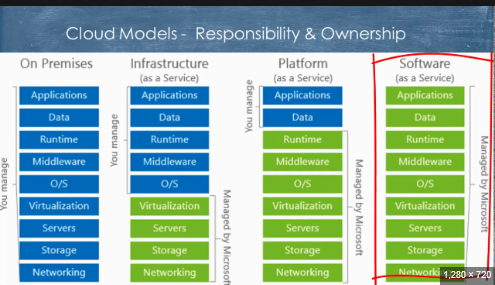 Cloud Models - Responsibility & Ownership
On Premises
Infrastructure
(as a Service)
Platform
(as a Service)
Software
(as a Service)
You manage
Applications
Data
Runtime
Middleware
O/S
Virtualization
Servers
Storage
Networking
You manage
Applications
Data
Runtime
Middleware
O/S
Virtualization
Servers
Storage
Networking
Managed by Microsoft
You manage
Applications
Data
Runtime
Middleware
O/S
Virtualization
Servers
Storage
Networking
Managed by Microsoft
Applications
Data
Runtime
Middleware
O/S
Virtualization
Servers
Storage
Managed by Microsoft
1,280 × 720